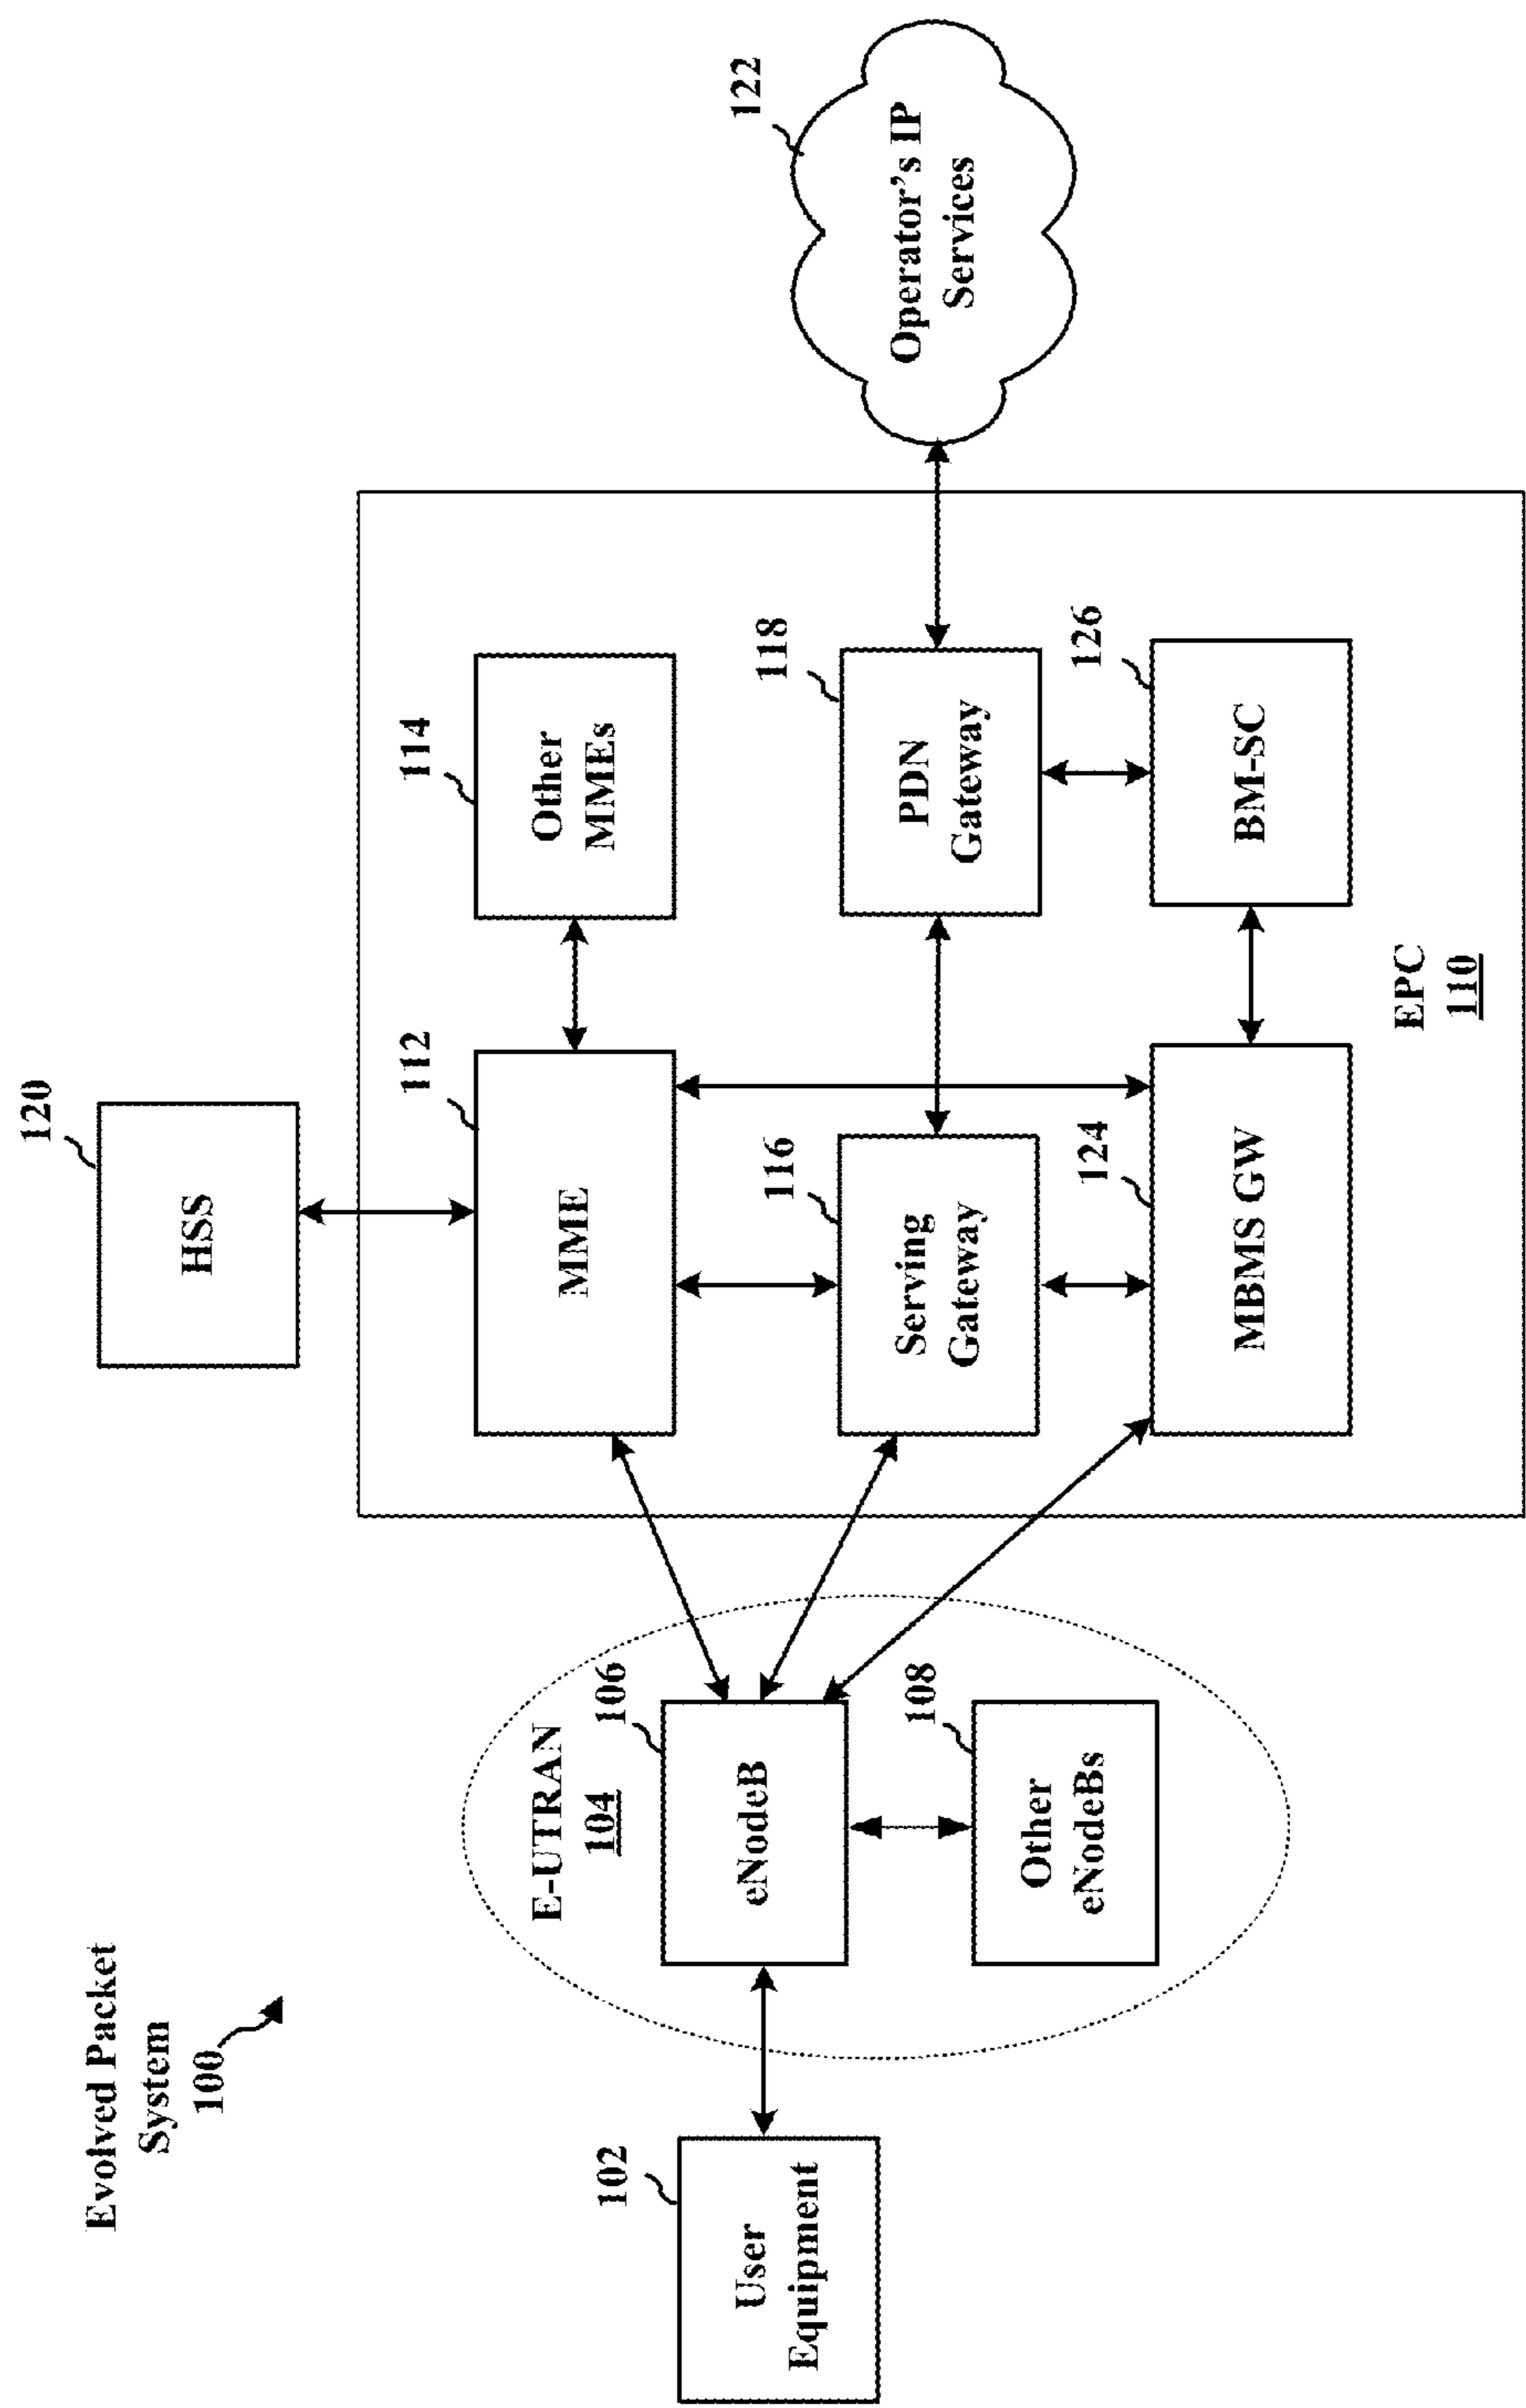 Evolved Packet
System
100
102
User
Equipment
E-UTRAN
104
106
eNodeB
108
Other
eNodeBs
120
HSS
112
MME
114
Other
MMEs
116
Serving
Gateway
118
PDN
Gateway
124
MBMS GW
126
BM-SC
EPC
110
122
Operator’s IP
Services